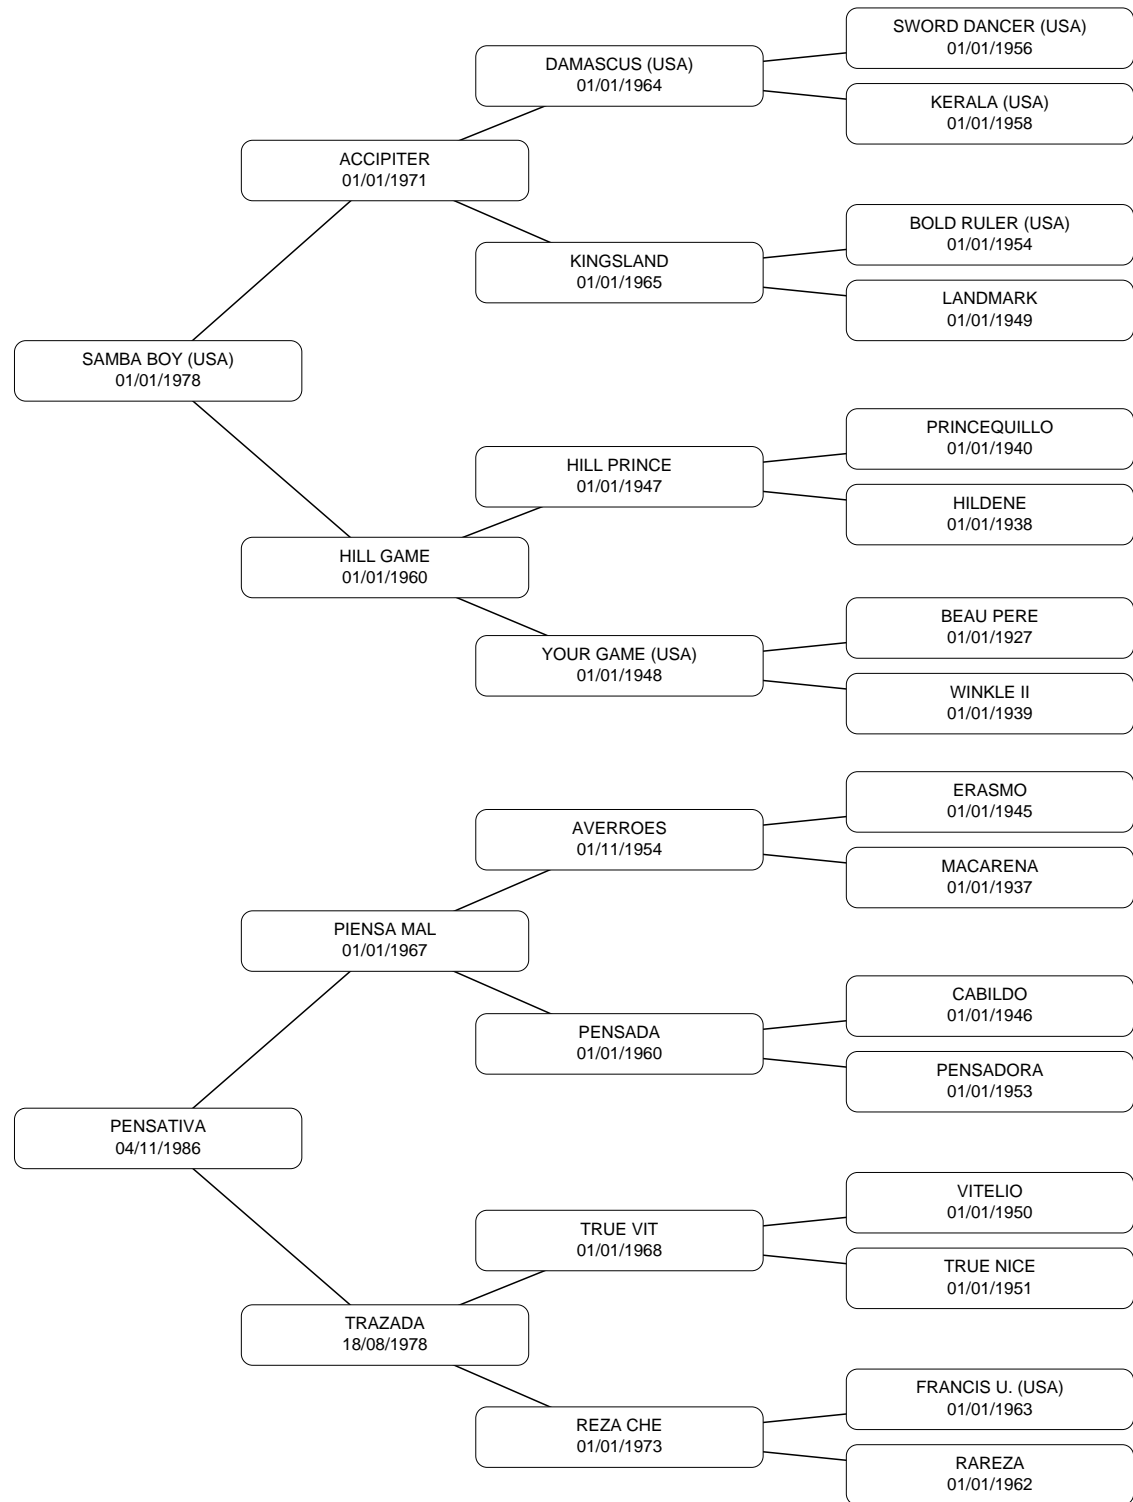 SWORD DANCER (USA)
01/01/1956
DAMASCUS (USA)
01/01/1964
KERALA (USA)
01/01/1958
ACCIPITER
01/01/1971
BOLD RULER (USA)
01/01/1954
KINGSLAND
01/01/1965
LANDMARK
01/01/1949
SAMBA BOY (USA)
01/01/1978
PRINCEQUILLO
01/01/1940
HILL PRINCE
01/01/1947
HILDENE
01/01/1938
HILL GAME
01/01/1960
BEAU PERE
01/01/1927
YOUR GAME (USA)
01/01/1948
WINKLE II
01/01/1939
ERASMO
01/01/1945
AVERROES
01/11/1954
MACARENA
01/01/1937
PIENSA MAL
01/01/1967
CABILDO
01/01/1946
PENSADA
01/01/1960
PENSADORA
01/01/1953
PENSATIVA
04/11/1986
VITELIO
01/01/1950
TRUE VIT
01/01/1968
TRUE NICE
01/01/1951
TRAZADA
18/08/1978
FRANCIS U. (USA)
01/01/1963
REZA CHE
01/01/1973
RAREZA
01/01/1962